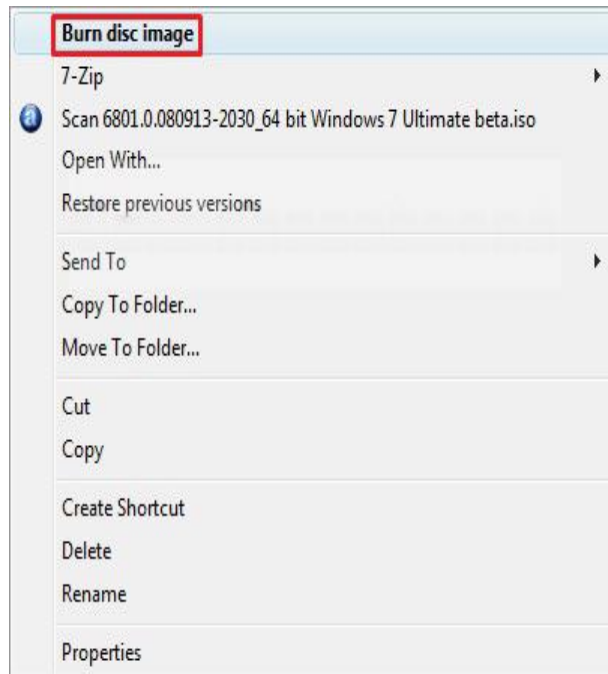 Burn disc image
7-Zip
Scan 6801.0.080913-2030_64 bit Windows 7 Ultimate beta.iso
Open With...
Restore previous versions
Send To
Copy To Folder...
Move To Folder...
Cut
Copy
Create Shortcut
Delete
Rename
Properties